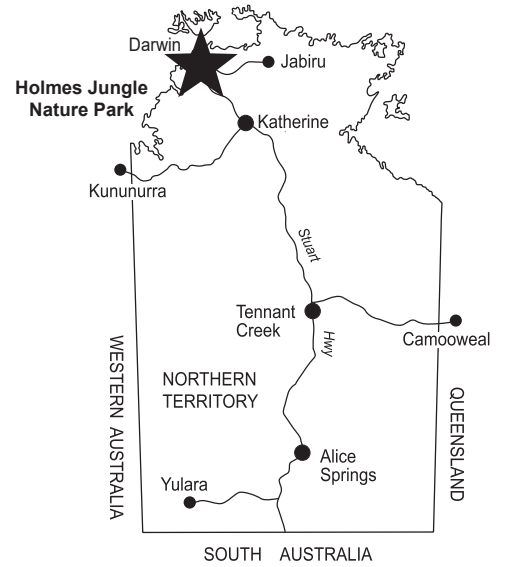 Darwin
Jabiru
Holmes Jungle
Nature Park
Katherine
Kununurra
Stuart
Tennant
Creek
Hwy
Camooweal
WESTERN AUSTRALIA
NORTHERN
TERRITORY
QUEENSLAND
Alice
Springs
Yulara
SOUTH AUSTRALIA